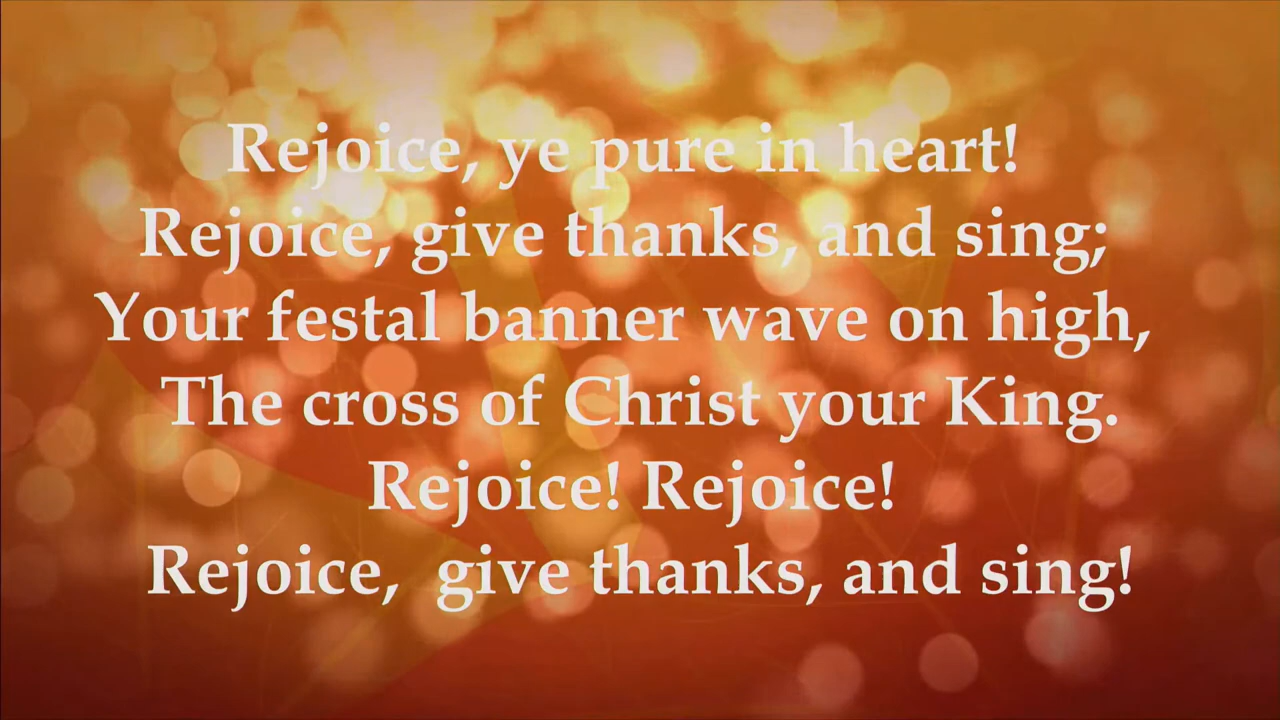 Rejoice, ye pure in heart!
Rejoice, give thanks, and sing;
Your festal banner wave on high,
The cross of Christ your King.
Rejoice! Rejoice!
Rejoice,  give thanks, and sing!